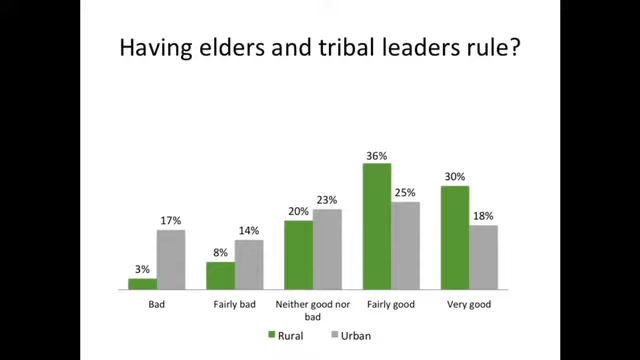 Having elders and tribal leaders rule?
36%
30%
25%
23%
20%
17%
18%
14%
8%
3%
Bad
Fairly bad
Neither good nor
bad
Fairly good
Very good
Rural
Urban